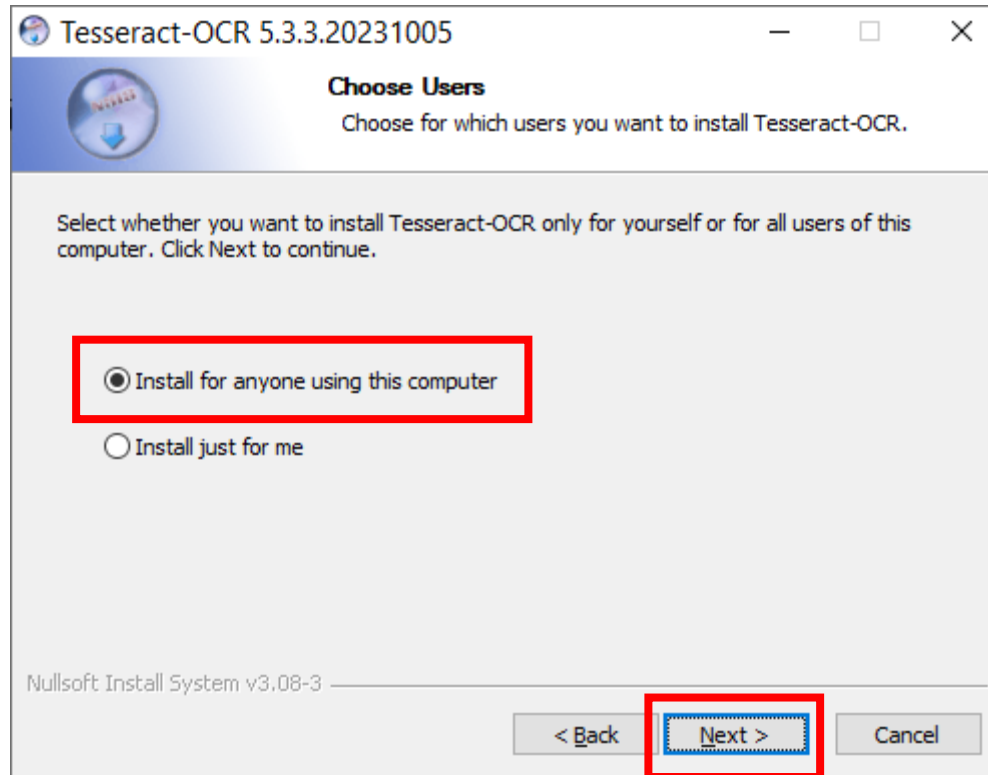 Tesseract-OCR 5.3.3.20231005
Choose Users
Choose for which users you want to install Tesseract-OCR.
Select whether you want to install Tesseract-OCR only for yourself or for all users of this
computer. Click Next to continue.
Install for anyone using this computer
Install just for me
Nullsoft Install System v3.08-3
< Back Next > Cancel